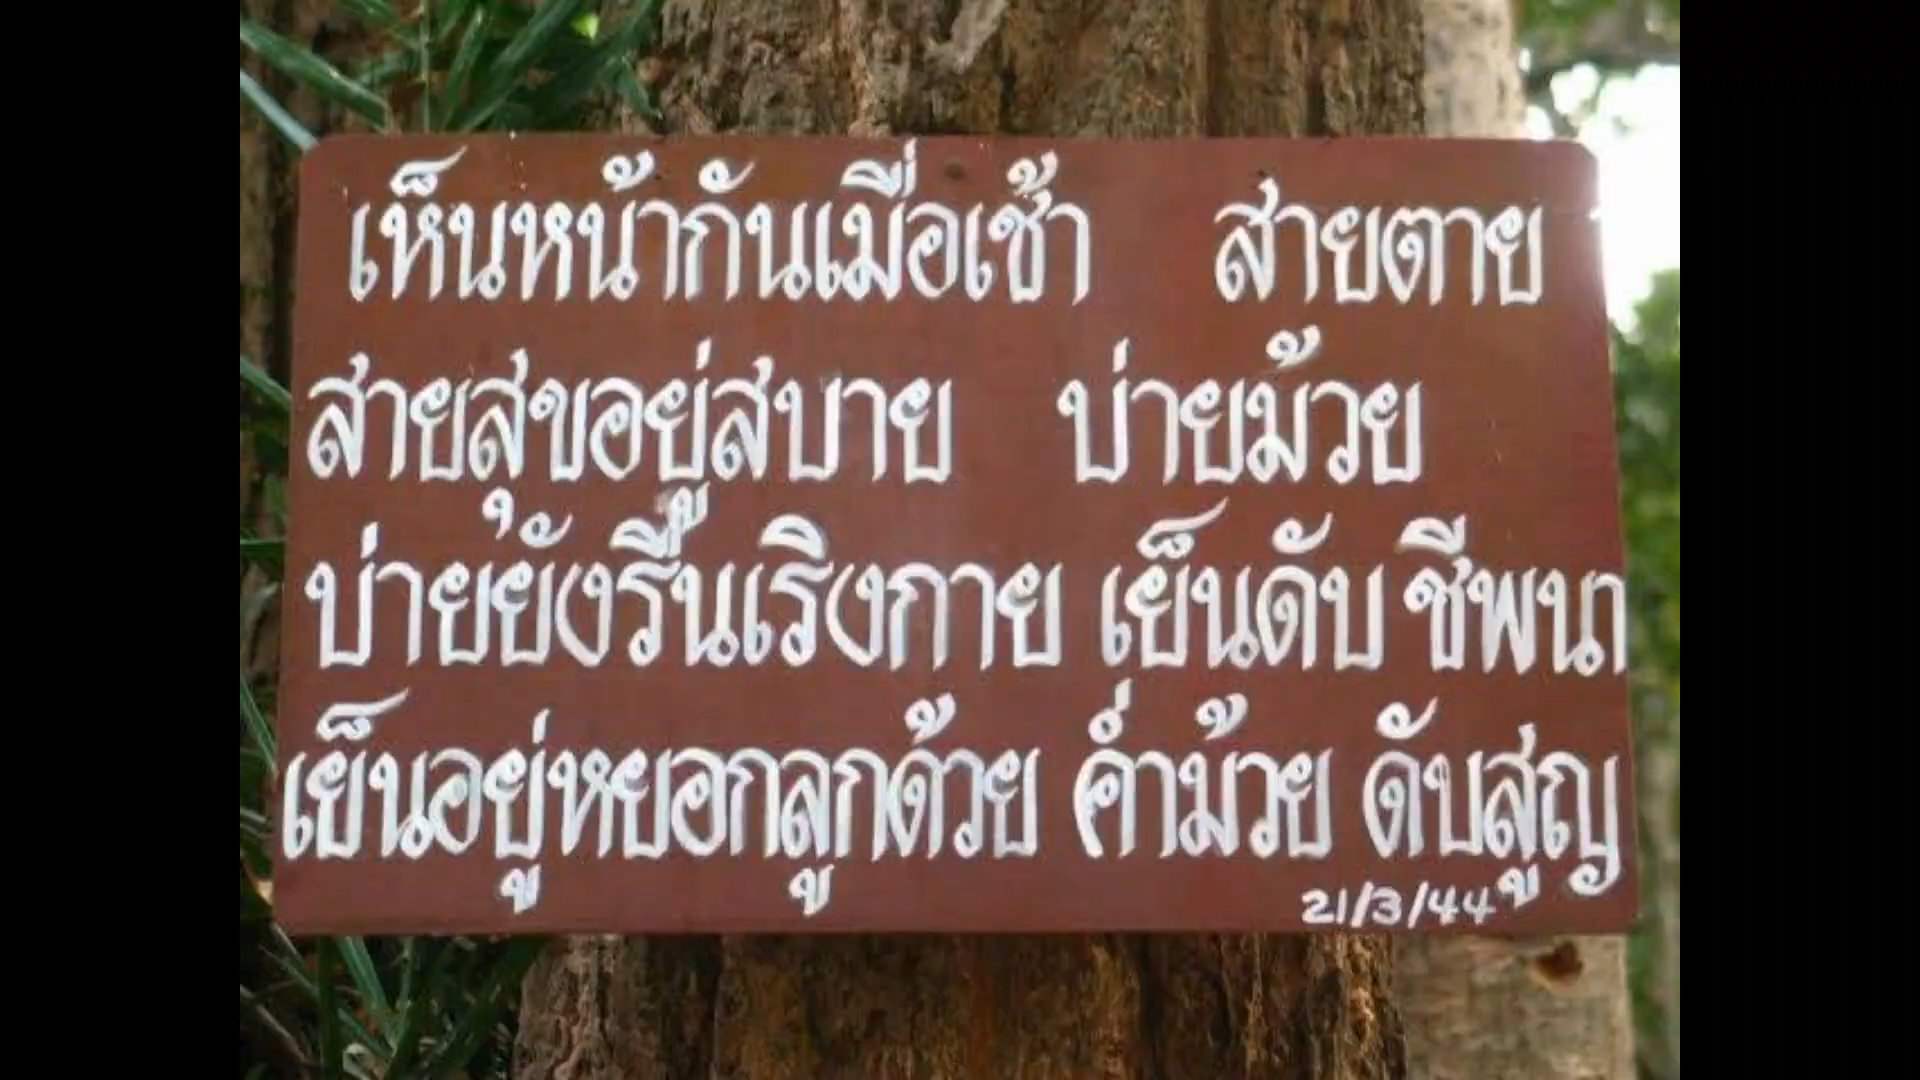 เห็นหน้ากันเมื่อเช้า สายตาย
สายสุขอยู่สบาย บ่ายม้วย
บ่ายยังรื่นเริงกาย เย็นดับ ชีพนา
เย็นอยู่หยอกลูกด้วย ค่ำม้วย ดับสูญ
21/3/44